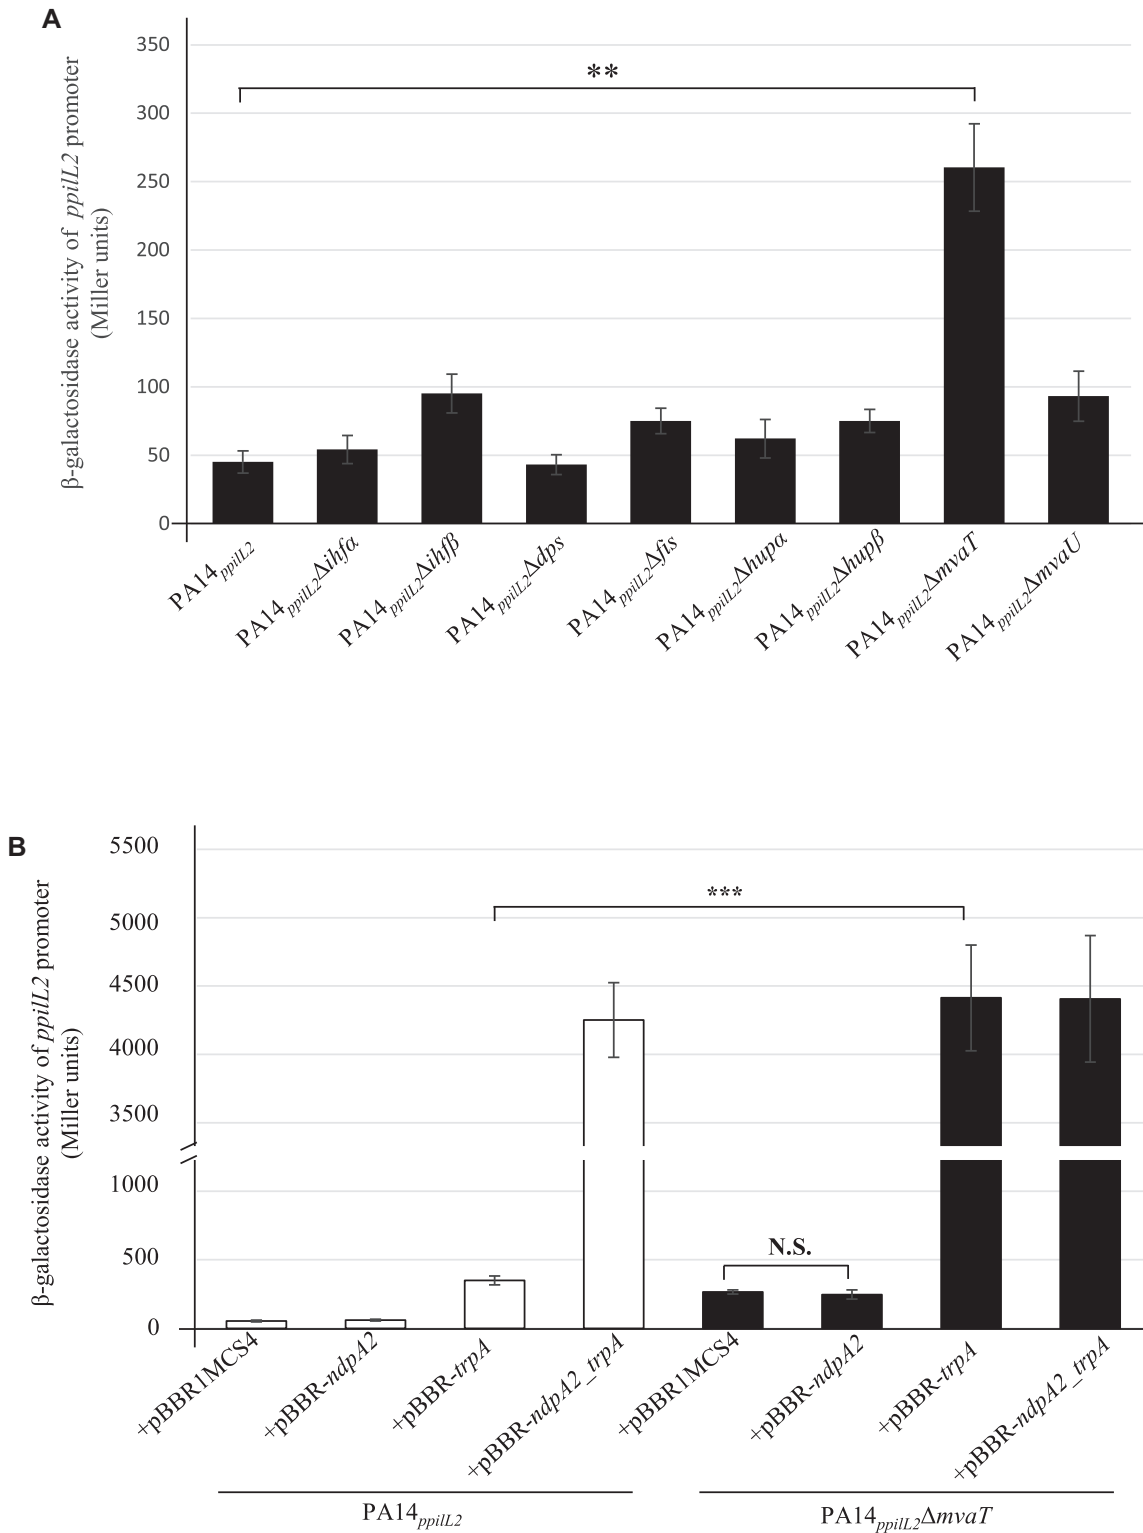 A
β-galactosidase activity of ppilL2 promoter
(Miller units)
350
300
250
200
150
100
50
0
**
PA14ppilL2
PA14ppilL2Δihfα
PA14ppilL2Δihfβ
PA14ppilL2Δdps
PA14ppilL2Δfis
PA14ppilL2Δhupα
PA14ppilL2Δhupβ
PA14ppilL2ΔmvaT
PA14ppilL2ΔmvaU
B
β-galactosidase activity of ppilL2 promoter
(Miller units)
5500
5000
4500
4000
3500
1000
500
0
***
N.S.
+pBBR1MCS4
+pBBR-ndpA2
+pBBR-trpA
+pBBR-ndpA2_trpA
+pBBR1MCS4
+pBBR-ndpA2
+pBBR-trpA
+pBBR-ndpA2_trpA
PA14ppilL2
PA14ppilL2ΔmvaT